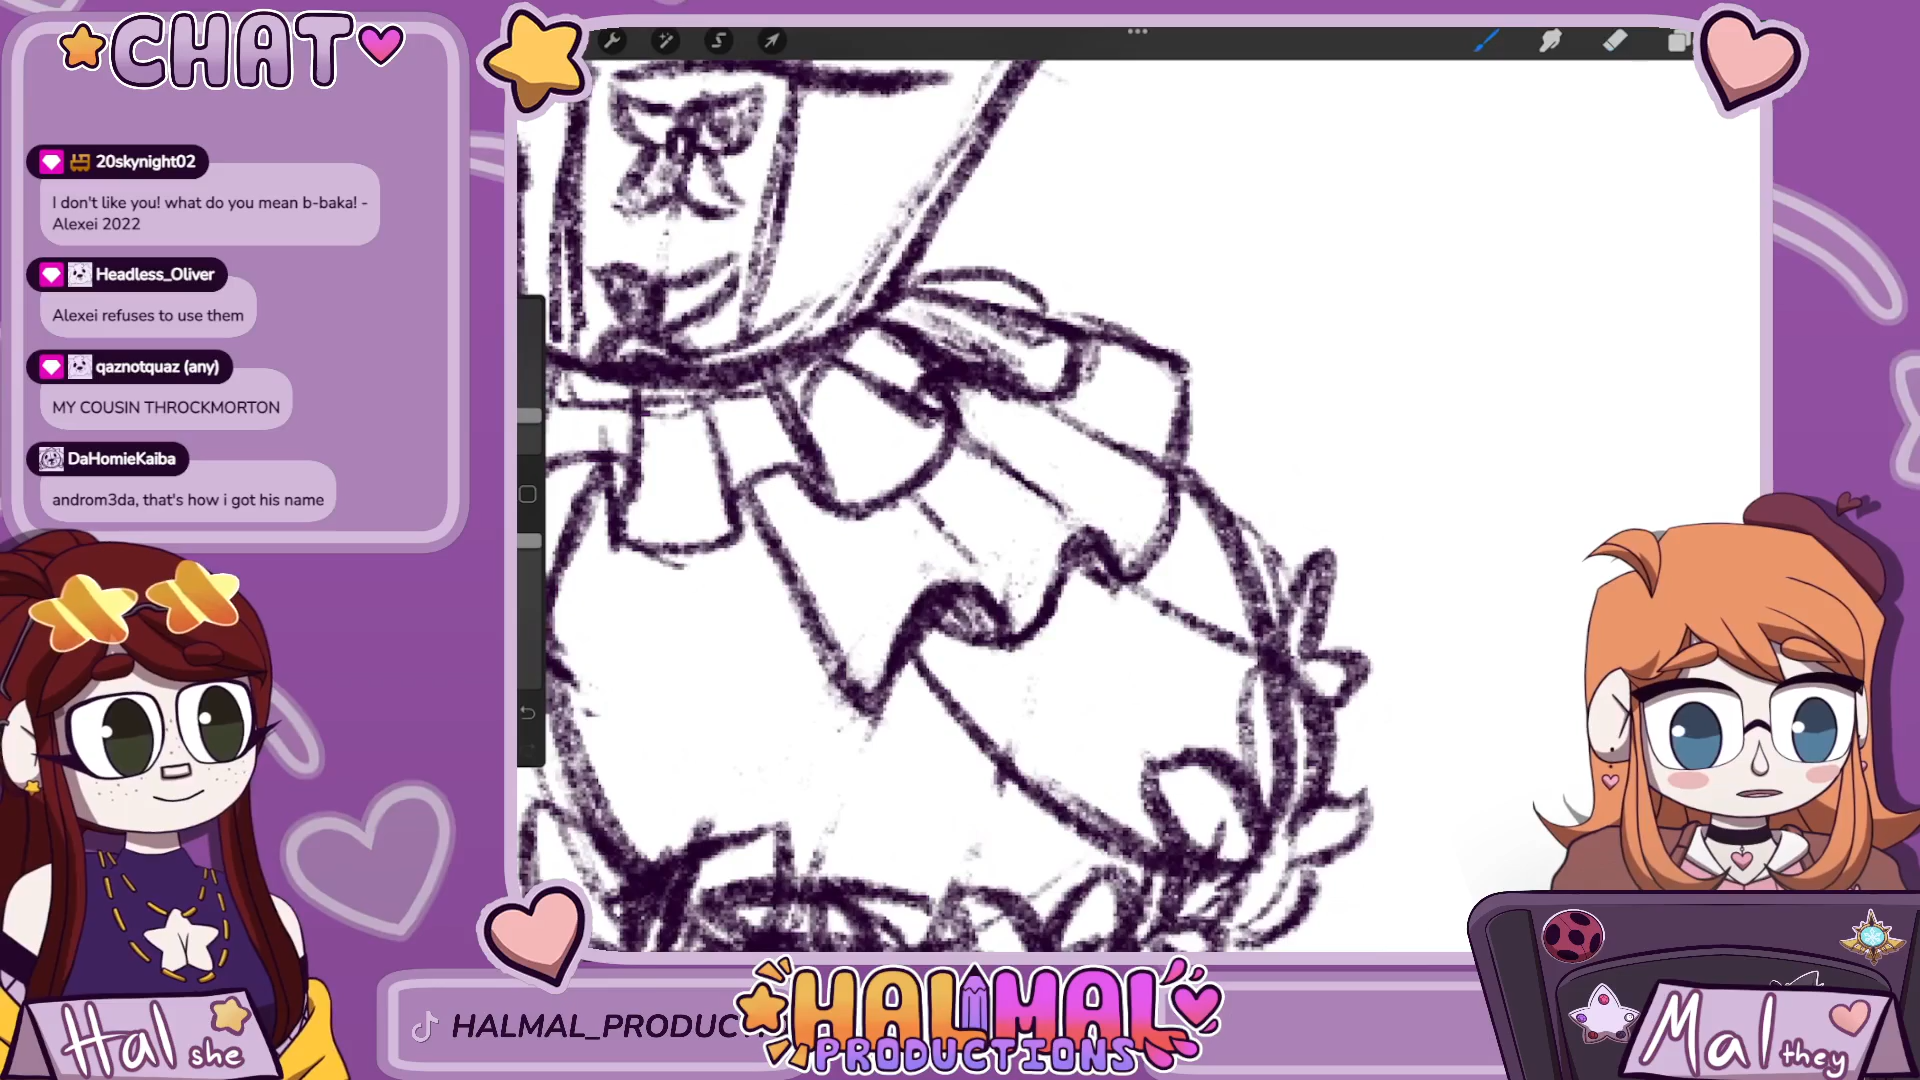 CHAT
20skynight02
I don't like you! what do you mean b-baka! -
Alexei 2022
Headless_Oliver
Alexei refuses to use them
qaznotquaz (any)
MY COUSIN THROCKMORTON
DaHomieKaiba
androm3da, that's how i got his name
Hal she
HALMAL_PRODUCT
HALMAL
PRODUCTIONS
Mal they